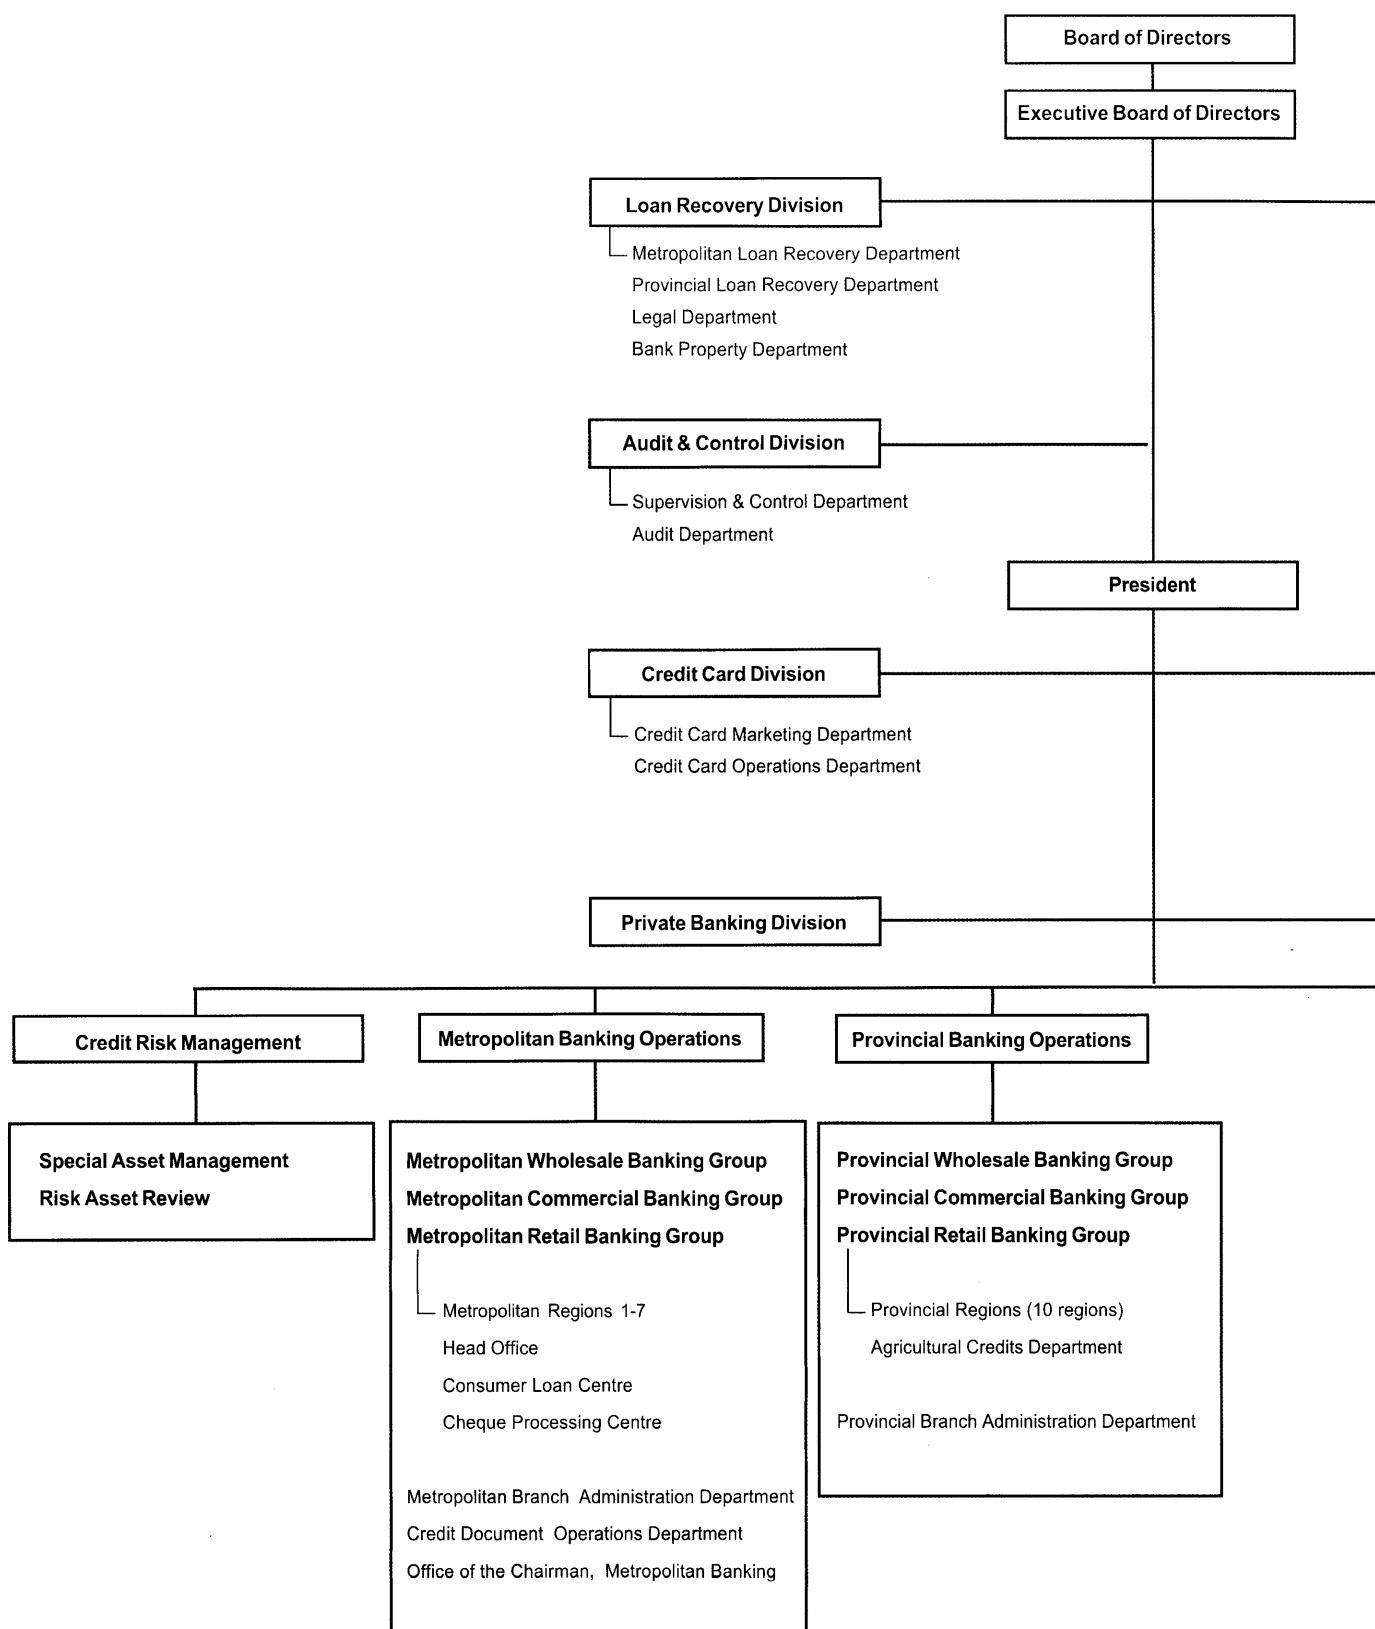 Board of Directors
Executive Board of Directors
Loan Recovery Division
Metropolitan Loan Recovery Department
Provincial Loan Recovery Department
Legal Department
Bank Property Department
Audit & Control Division
Supervision & Control Department
Audit Department
President
Credit Card Division
Credit Card Marketing Department
Credit Card Operations Department
Private Banking Division
Credit Risk Management
Special Asset Management
Risk Asset Review
Metropolitan Banking Operations
Metropolitan Wholesale Banking Group
Metropolitan Commercial Banking Group
Metropolitan Retail Banking Group
Metropolitan Regions 1-7
Head Office
Consumer Loan Centre
Cheque Processing Centre
Metropolitan Branch Administration Department
Credit Document Operations Department
Office of the Chairman, Metropolitan Banking
Provincial Banking Operations
Provincial Wholesale Banking Group
Provincial Commercial Banking Group
Provincial Retail Banking Group
Provincial Regions (10 regions)
Agricultural Credits Department
Provincial Branch Administration Department